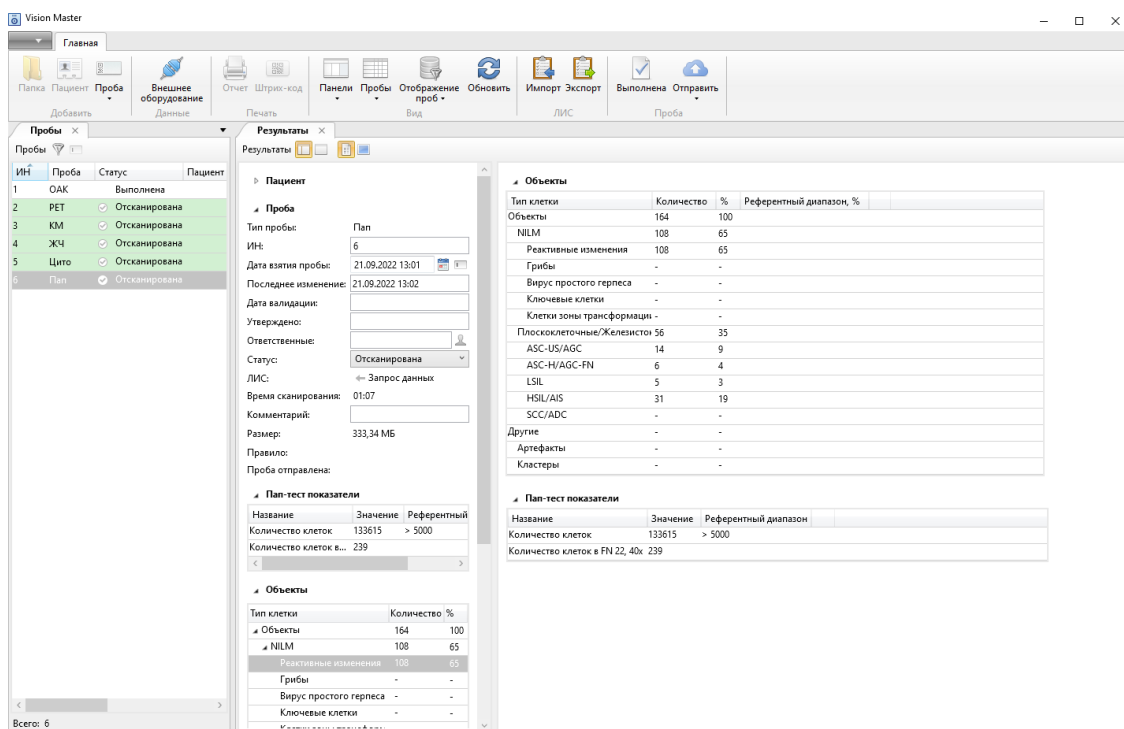 Vision Master
Главная
Папка Пациент Проба Внешнее оборудование Отчет Штрих-код Панели Пробы Отображение проб Обновить Импорт Экспорт Выполнена Отправить
Добавить Данные Печать Вид ЛИС Проба
Пробы
Пробы
ИН Проба Статус Пациент
1 ОАК Выполнена
2 РЕТ Отсканирована
3 КМ Отсканирована
4 ЖЧ Отсканирована
5 Цито Отсканирована
6 Пап Отсканирована
Всего: 6
Результаты
Результаты
Пациент
Проба
Тип пробы: Пап
ИН: 6
Дата взятия пробы: 21.09.2022 13:01
Последнее изменение: 21.09.2022 13:02
Дата валидации:
Утверждено:
Ответственные:
Статус: Отсканирована
ЛИС: Запрос данных
Время сканирования: 01:07
Комментарий:
Размер: 333,34 МБ
Правило:
Проба отправлена:
Пап-тест показатели
Название Значение Референтный
Количество клеток 133615 > 5000
Количество клеток в... 239
Объекты
Тип клетки Количество %
Объекты 164 100
NILM 108 65
Реактивные изменения 108 65
Грибы - -
Вирус простого герпеса - -
Ключевые клетки - -
Объекты
Тип клетки Количество % Референтный диапазон, %
Объекты 164 100
NILM 108 65
Реактивные изменения 108 65
Грибы - -
Вирус простого герпеса - -
Ключевые клетки - -
Клетки зоны трансформаци - -
Плоскоклеточные/Железисто 56 35
ASC-US/AGC 14 9
ASC-H/AGC-FN 6 4
LSIL 5 3
HSIL/AIS 31 19
SCC/ADC - -
Другие - -
Артефакты - -
Кластеры - -
Пап-тест показатели
Название Значение Референтный диапазон
Количество клеток 133615 > 5000
Количество клеток в FN 22, 40x 239